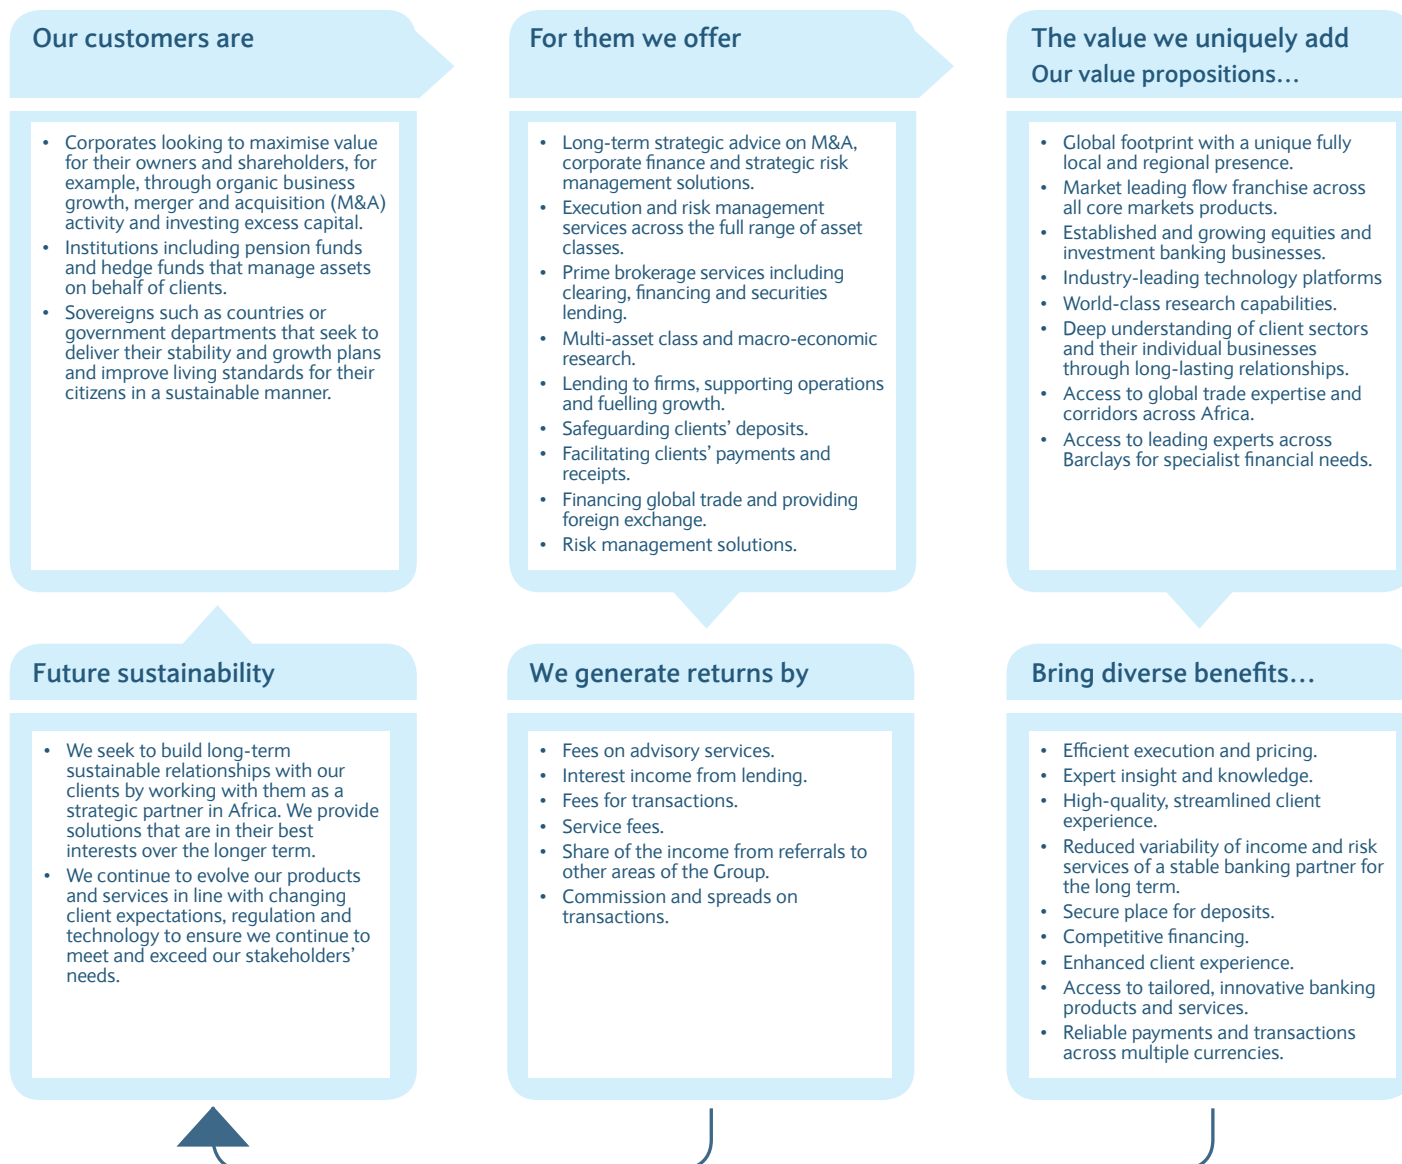 Our customers are
• Corporates looking to maximise value
for their owners and shareholders, for
example, through organic business
growth, merger and acquisition (M&A)
activity and investing excess capital.
• Institutions including pension funds
and hedge funds that manage assets
on behalf of clients.
• Sovereigns such as countries or
government departments that seek to
deliver their stability and growth plans
and improve living standards for their
citizens in a sustainable manner.
For them we offer
• Long-term strategic advice on M&A,
corporate finance and strategic risk
management solutions.
• Execution and risk management
services across the full range of asset
classes.
• Prime brokerage services including
clearing, financing and securities
lending.
• Multi-asset class and macro-economic
research.
• Lending to firms, supporting operations
and fuelling growth.
• Safeguarding clients’ deposits.
• Facilitating clients’ payments and
receipts.
• Financing global trade and providing
foreign exchange.
• Risk management solutions.
The value we uniquely add
Our value propositions…
• Global footprint with a unique fully
local and regional presence.
• Market leading flow franchise across
all core markets products.
• Established and growing equities and
investment banking businesses.
• Industry-leading technology platforms
• World-class research capabilities.
• Deep understanding of client sectors
and their individual businesses
through long-lasting relationships.
• Access to global trade expertise and
corridors across Africa.
• Access to leading experts across
Barclays for specialist financial needs.
Future sustainability
• We seek to build long-term
sustainable relationships with our
clients by working with them as a
strategic partner in Africa. We provide
solutions that are in their best
interests over the longer term.
• We continue to evolve our products
and services in line with changing
client expectations, regulation and
technology to ensure we continue to
meet and exceed our stakeholders’
needs.
We generate returns by
• Fees on advisory services.
• Interest income from lending.
• Fees for transactions.
• Service fees.
• Share of the income from referrals to
other areas of the Group.
• Commission and spreads on
transactions.
Bring diverse benefits…
• Efficient execution and pricing.
• Expert insight and knowledge.
• High-quality, streamlined client
experience.
• Reduced variability of income and risk
services of a stable banking partner for
the long term.
• Secure place for deposits.
• Competitive financing.
• Enhanced client experience.
• Access to tailored, innovative banking
products and services.
• Reliable payments and transactions
across multiple currencies.